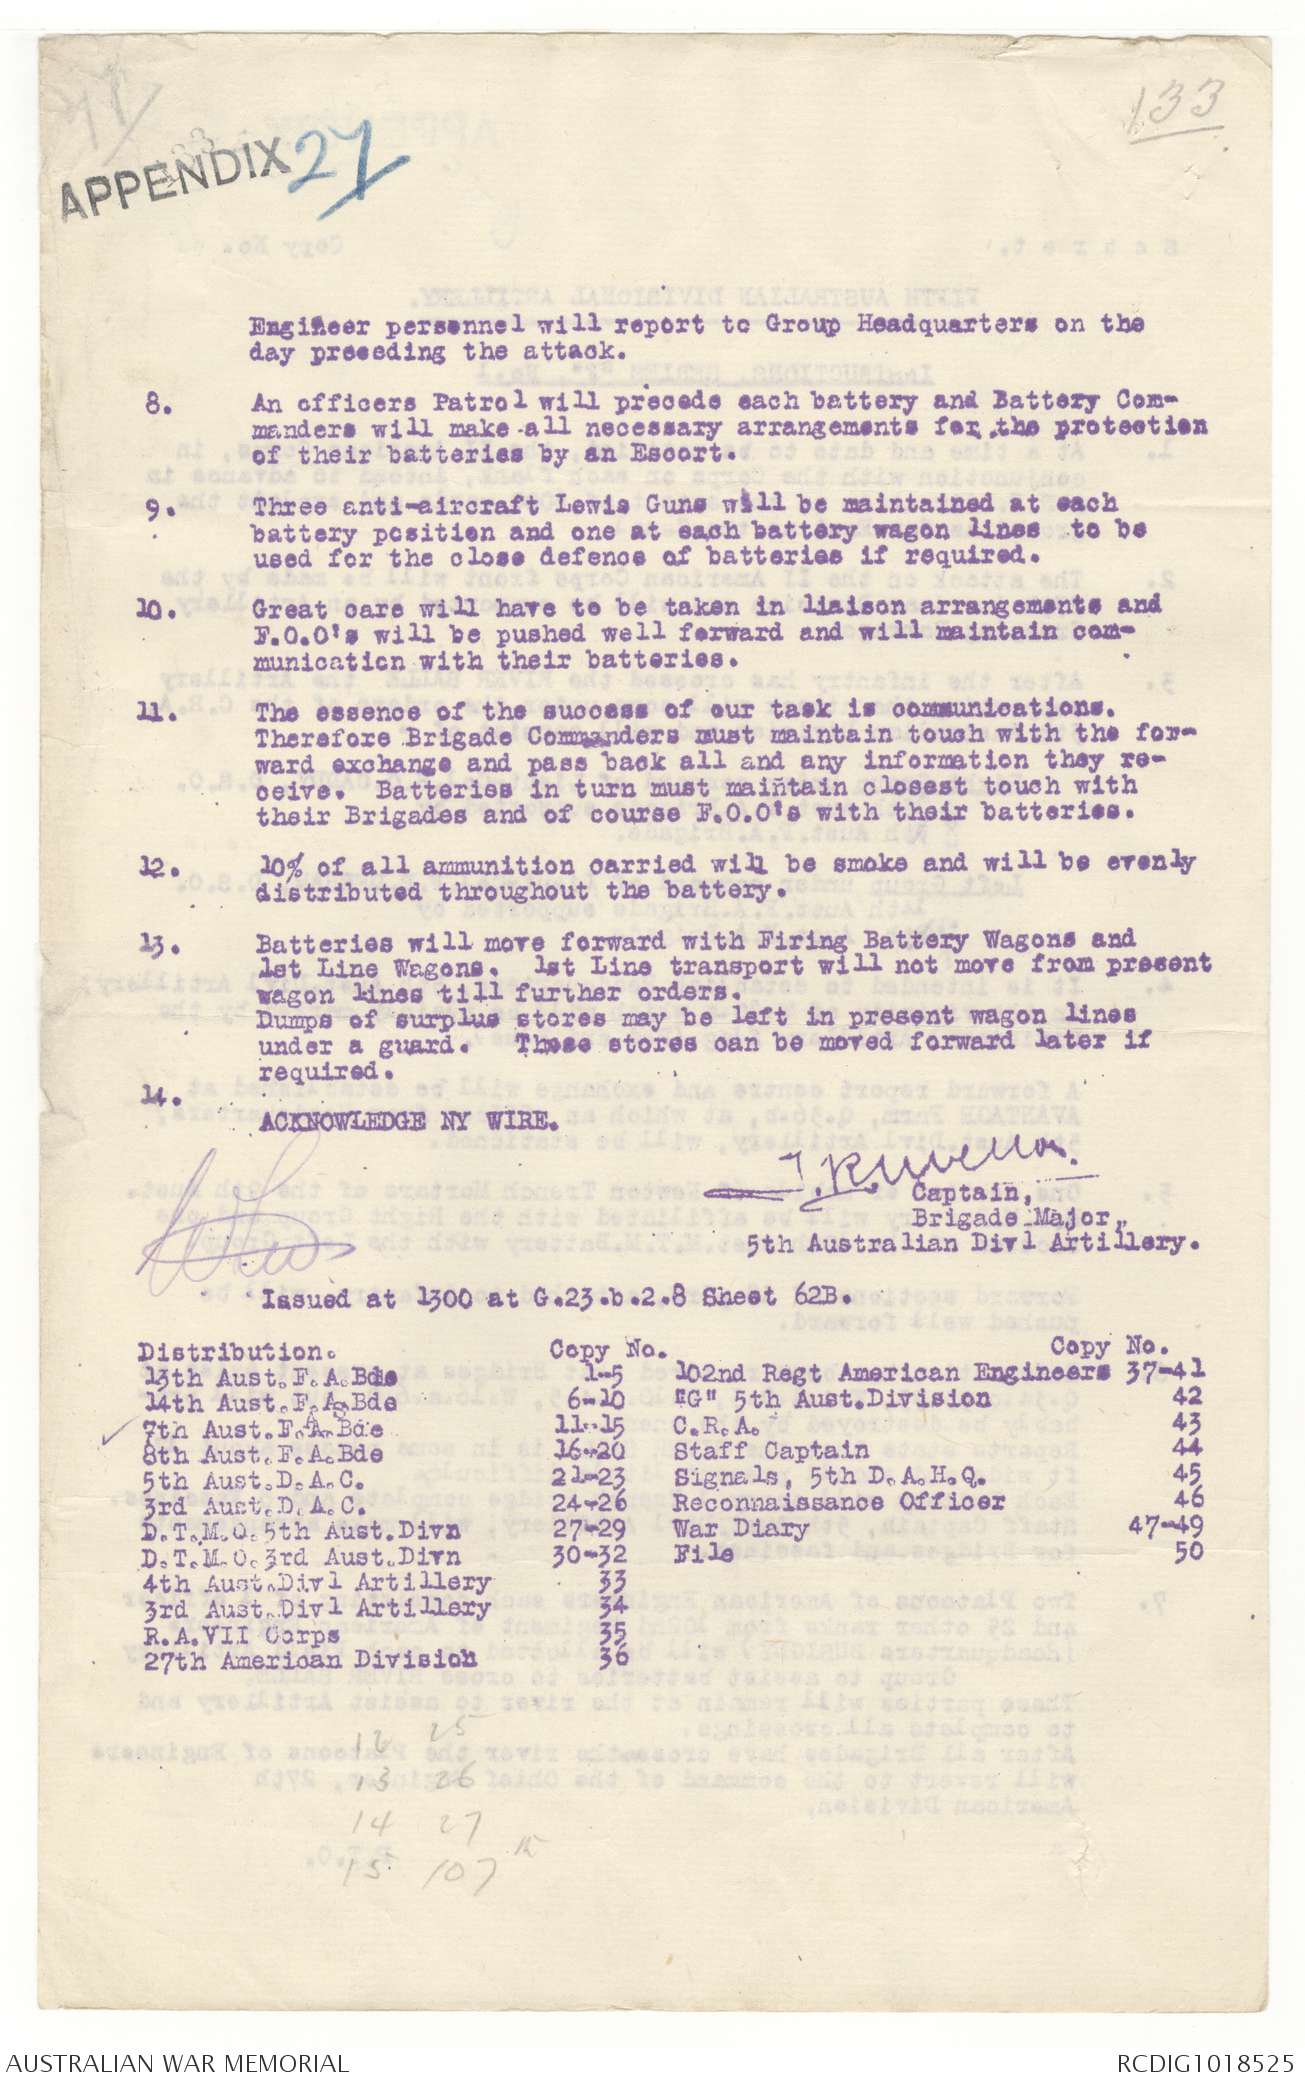 133
APPENDIX 27
Engineer personnel will report to Group Headquarters on the
day preceding the attack.
8. An officers Patrol will precede each battery and Battery Com-
manders will make all necessary arrangements for the protection
of their batteries by an Escort.
9. Three anti-aircraft Lewis Guns will be maintained at each
battery position and one at each battery wagon lines to be
used for the close defence of batteries if required.
10. Great care will have to be taken in liaison arrangements and
F.O.O's will be pushed well forward and will maintain com-
munication with their batteries.
11. The essence of the success of our task is communications.
Therefore Brigade Commanders must maintain touch with the for-
ward exchange and pass back all and any information they re-
ceive. Batteries in turn must maintain closest touch with
their Brigades and of course F.O.O's with their batteries.
12. 10% of all ammunition carried will be smoke and will be evenly
distributed throughout the battery.
13. Batteries will move forward with Firing Battery Wagons and
1st Line Wagons. 1st Line transport will not move from present
wagon lines till further orders.
Dumps of surplus stores may be left in present wagon lines
under a guard. These stores can be moved forward later if
required.
14.
ACKNOWLEDGE NY WIRE.
Captain,
Brigade Major,
5th Australian Divl Artillery.
Issued at 1300 at G.23.b.2.8 Sheet 62B.
Distribution. Copy No. Copy No.
13th Aust.F.A.Bde 1-5 102nd Regt American Engineers 37-41
14th Aust.F.A.Bde 6-10 "G" 5th Aust.Division 42
7th Aust.F.A.Bde 11-15 C.R.A. 43
8th Aust.F.A.Bde 16-20 Staff Captain 44
5th Aust.D.A.C. 21-23 Signals, 5th D.A.H.Q. 45
3rd Aust.D.A.C. 24-26 Reconnaissance Officer 46
D.T.M.O.5th Aust.Divn 27-29 War Diary 47-49
D.T.M.O.3rd Aust.Divn 30-32 File 50
4th Aust.Divl Artillery 33
3rd Aust.Divl Artillery 34
R.A.VII Corps 35
27th American Division 36
12 25
13 26
14 27
15 107th
AUSTRALIAN WAR MEMORIAL RCDIG1018525